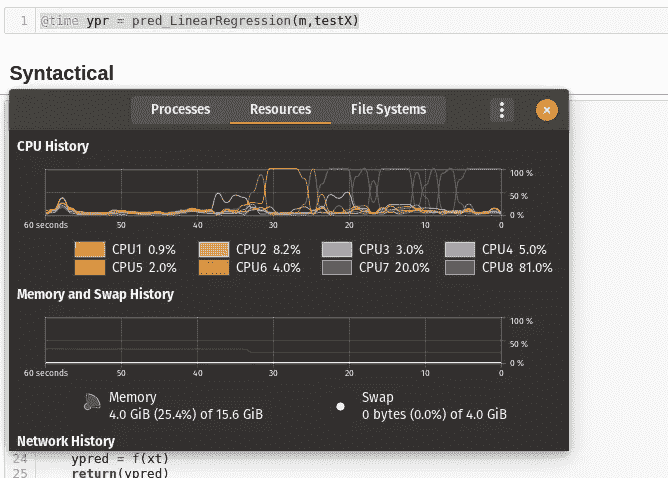 1 @time ypr = pred_LinearRegression(m,testX)
Syntactical
Processes Resources File Systems
CPU History
100 %
50 %
0 %
60 seconds 50 40 30 20 10 0
CPU1 0.9% CPU2 8.2% CPU3 3.0% CPU4 5.0%
CPU5 2.0% CPU6 4.0% CPU7 20.0% CPU8 81.0%
Memory and Swap History
100 %
50 %
0 %
60 seconds 50 40 30 20 10 0
Memory Swap
4.0 GiB (25.4%) of 15.6 GiB 0 bytes (0.0%) of 4.0 GiB
Network History
24 ypred = f(xt)
25 return(ypred)